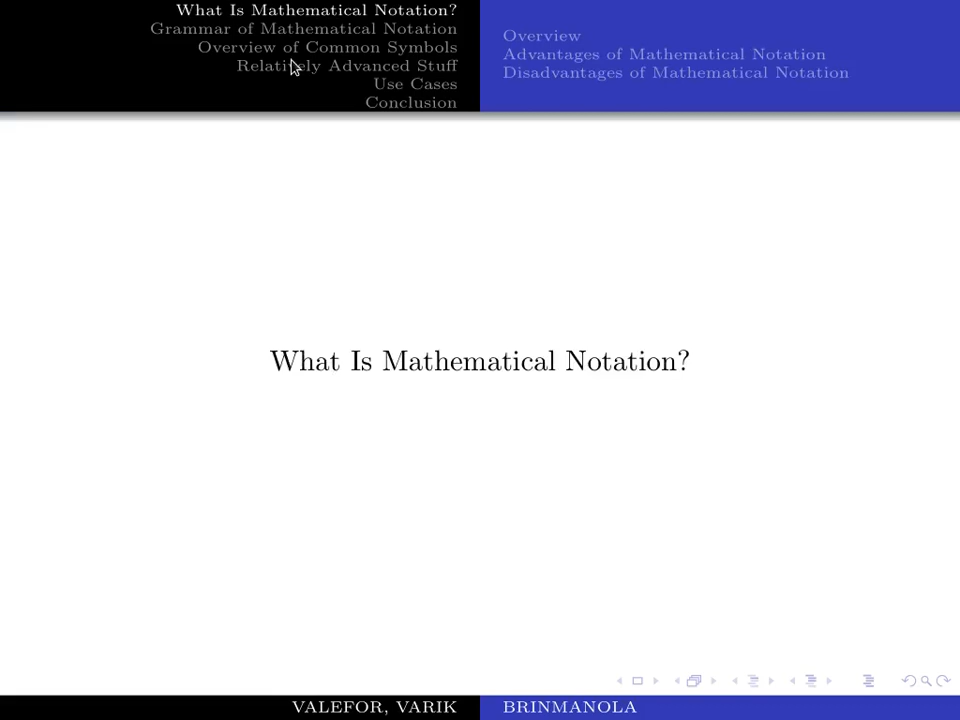 What Is Mathematical Notation?
Grammar of Mathematical Notation
Overview of Common Symbols
Relatively Advanced Stuff
Use Cases
Conclusion
Overview
Advantages of Mathematical Notation
Disadvantages of Mathematical Notation
What Is Mathematical Notation?
VALEFOR, VARIK
BRINMANOLA